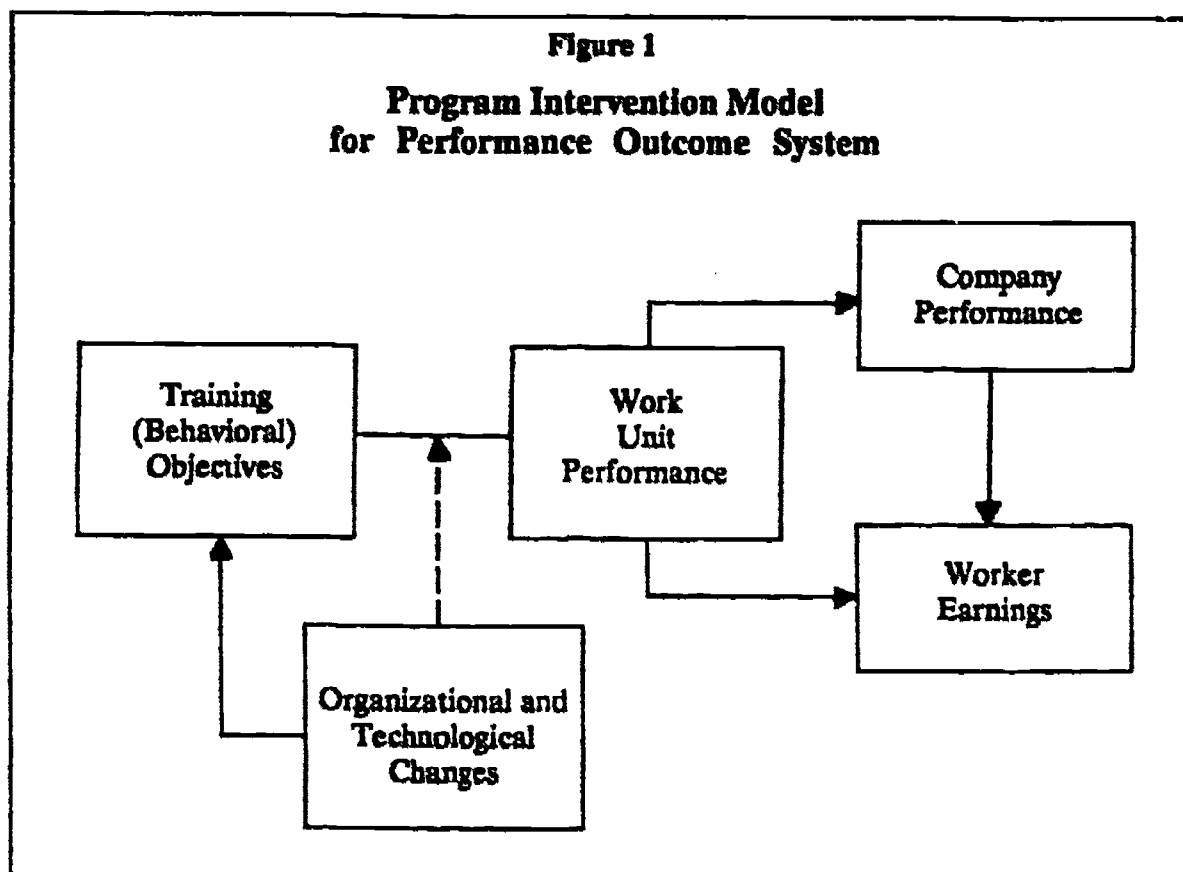 Figure 1
Program Intervention Model
for Performance Outcome System
Company
Performance
Training
(Behavioral)
Objectives
Work
Unit
Performance
Worker
Earnings
Organizational and
Technological
Changes